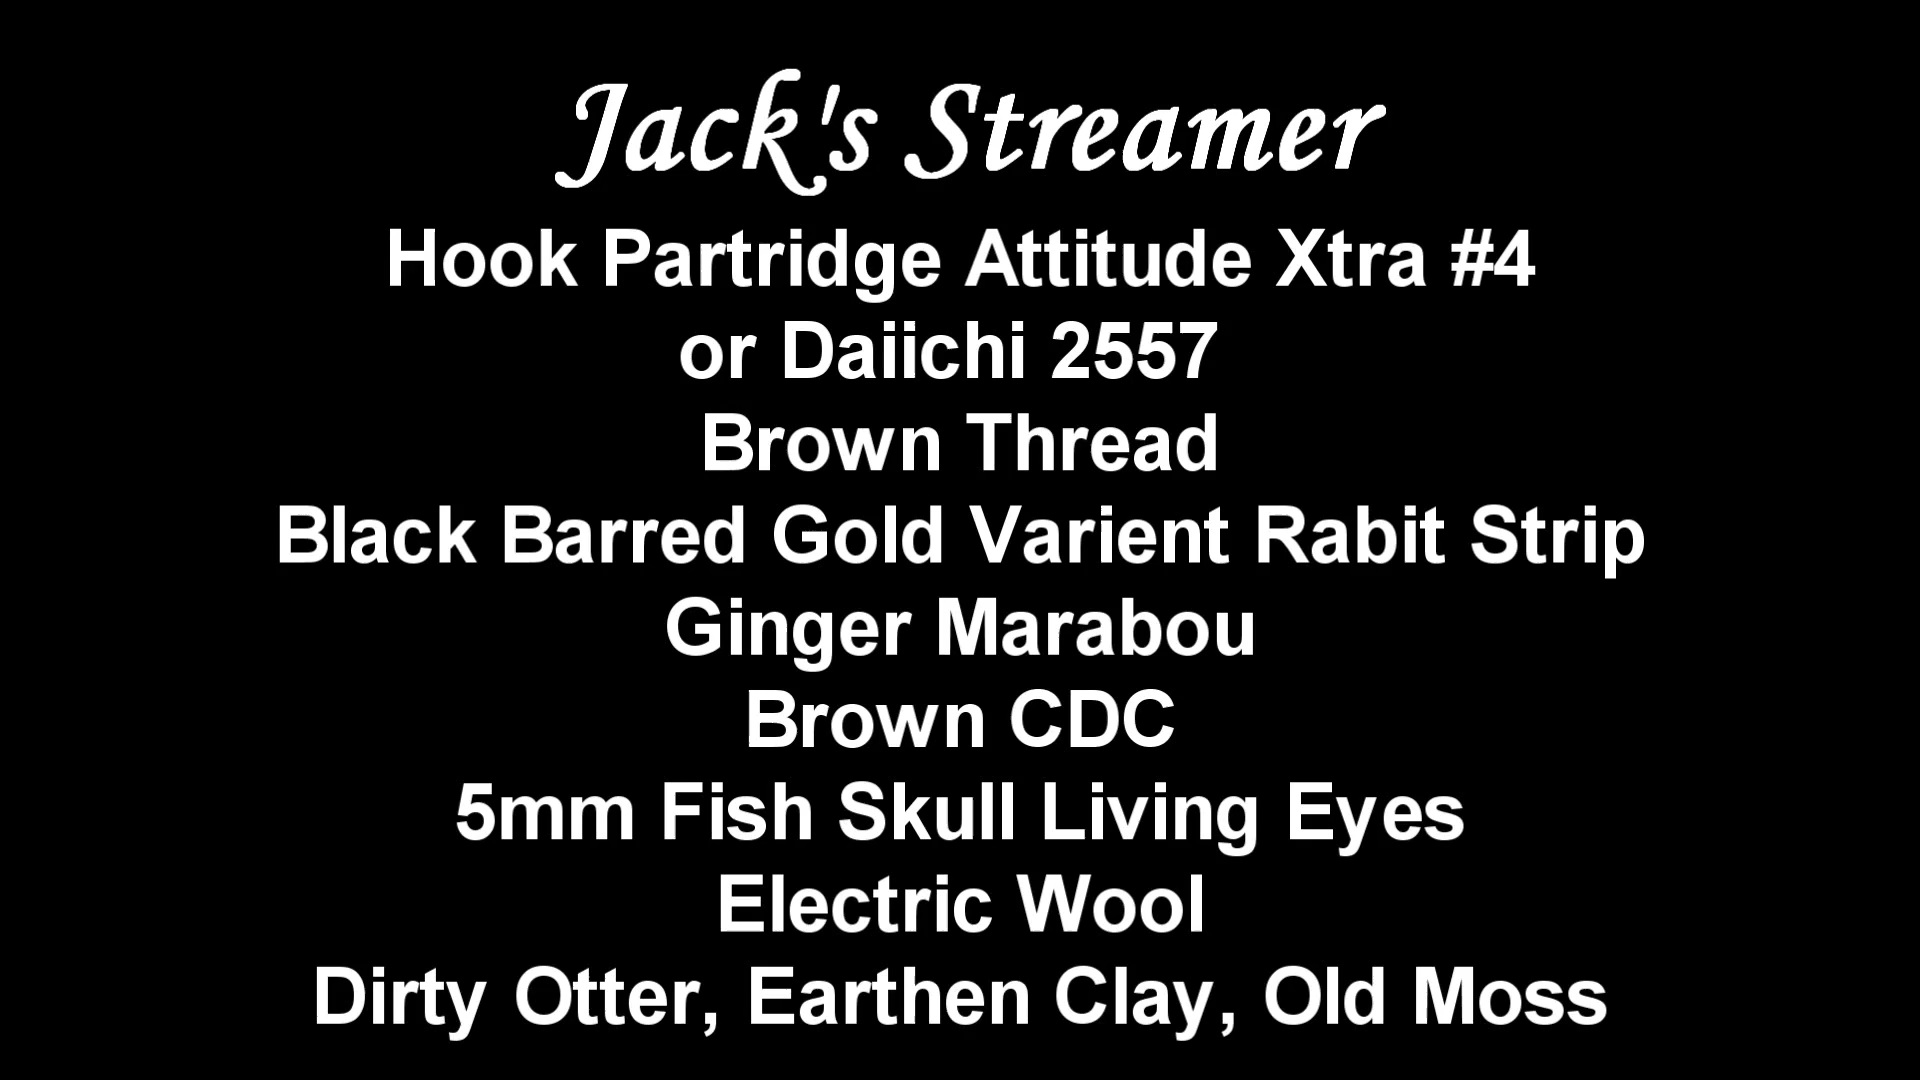 Jack's Streamer
Hook Partridge Attitude Xtra #4
or Daiichi 2557
Brown Thread
Black Barred Gold Varient Rabit Strip
Ginger Marabou
Brown CDC
5mm Fish Skull Living Eyes
Electric Wool
Dirty Otter, Earthen Clay, Old Moss